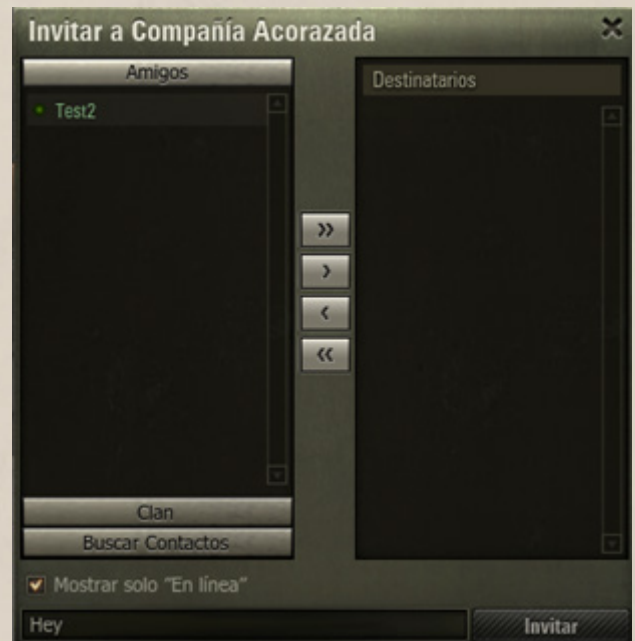 Invitar a Compañía Acorazada
Amigos
Destinatarios
Test2
»
›
‹
«
Clan
Buscar Contactos
Mostrar solo "En línea"
Hey
Invitar